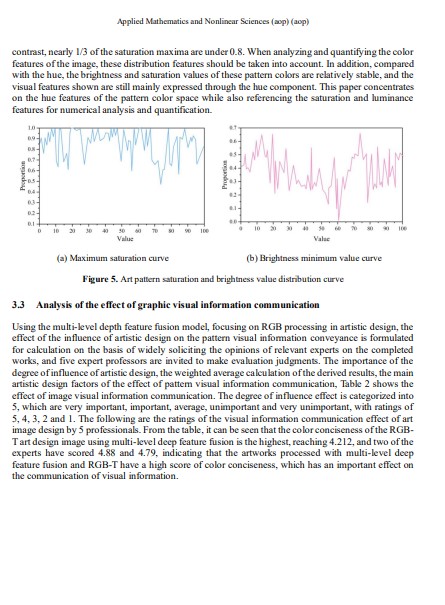 Applied Mathematics and Nonlinear Sciences (aop) (aop)
contrast, nearly 1/3 of the saturation maxima are under 0.8. When analyzing and quantifying the color
features of the image, these distribution features should be taken into account. In addition, compared
with the hue, the brightness and saturation values of these pattern colors are relatively stable, and the
visual features shown are still mainly expressed through the hue component. This paper concentrates
on the hue features of the pattern color space while also referencing the saturation and luminance
features for numerical analysis and quantification.
1.0
0.9
0.8
0.7
0.6
0.5
0.4
0.3
0.2
0.1
Proportion
0 10 20 30 40 50 60 70 80 90 100
Value
0.7
0.6
0.5
0.4
0.3
0.2
0.1
0.0
Proportion
0 10 20 30 40 50 60 70 80 90 100
Value
(a) Maximum saturation curve
(b) Brightness minimum value curve
Figure 5. Art pattern saturation and brightness value distribution curve
3.3 Analysis of the effect of graphic visual information communication
Using the multi-level depth feature fusion model, focusing on RGB processing in artistic design, the
effect of the influence of artistic design on the pattern visual information conveyance is formulated
for calculation on the basis of widely soliciting the opinions of relevant experts on the completed
works, and five expert professors are invited to make evaluation judgments. The importance of the
degree of influence of artistic design, the weighted average calculation of the derived results, the main
artistic design factors of the effect of pattern visual information communication, Table 2 shows the
effect of image visual information communication. The degree of influence effect is categorized into
5, which are very important, important, average, unimportant and very unimportant, with ratings of
5, 4, 3, 2 and 1. The following are the ratings of the visual information communication effect of art
image design by 5 professionals. From the table, it can be seen that the color conciseness of the RGB-
T art design image using multi-level deep feature fusion is the highest, reaching 4.212, and two of the
experts have scored 4.88 and 4.79, indicating that the artworks processed with multi-level deep
feature fusion and RGB-T have a high score of color conciseness, which has an important effect on
the communication of visual information.